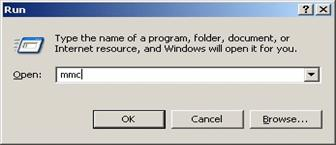 Run
Type the name of a program, folder, document, or
Internet resource, and Windows will open it for you.
Open: mmc
OK Cancel Browse...